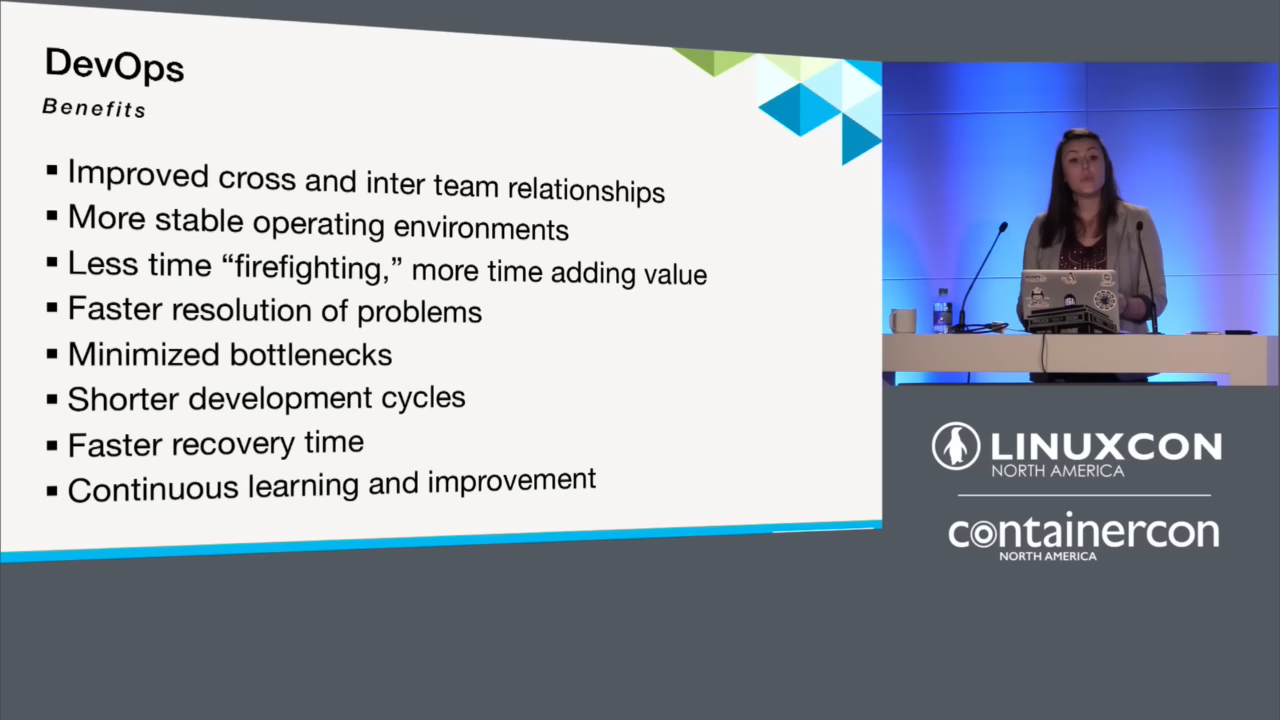 DevOps
Benefits
▪ Improved cross and inter team relationships
▪ More stable operating environments
▪ Less time “firefighting,” more time adding value
▪ Faster resolution of problems
▪ Minimized bottlenecks
▪ Shorter development cycles
▪ Faster recovery time
▪ Continuous learning and improvement
LINUXCON
NORTH AMERICA
containercon
NORTH AMERICA